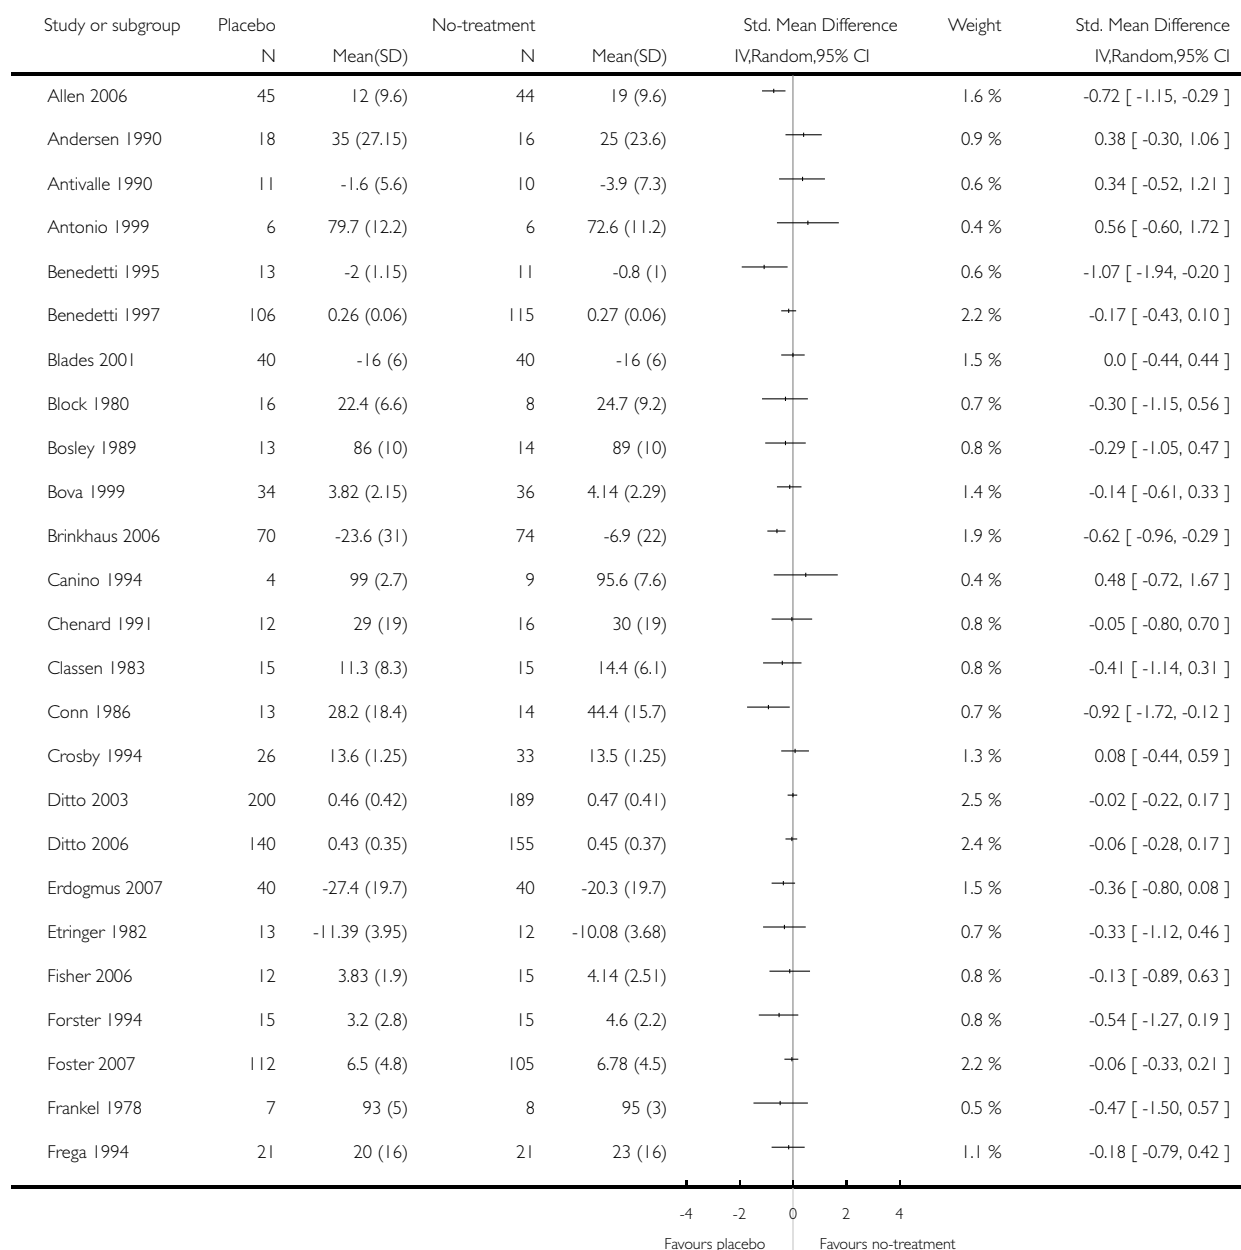 Study or subgroup Placebo No-treatment Std. Mean Difference Weight Std. Mean Difference
N Mean(SD) N Mean(SD) IV,Random,95% CI IV,Random,95% CI
Allen 2006 45 12 (9.6) 44 19 (9.6) 1.6 % -0.72 [ -1.15, -0.29 ]
Andersen 1990 18 35 (27.15) 16 25 (23.6) 0.9 % 0.38 [ -0.30, 1.06 ]
Antivalle 1990 11 -1.6 (5.6) 10 -3.9 (7.3) 0.6 % 0.34 [ -0.52, 1.21 ]
Antonio 1999 6 79.7 (12.2) 6 72.6 (11.2) 0.4 % 0.56 [ -0.60, 1.72 ]
Benedetti 1995 13 -2 (1.15) 11 -0.8 (1) 0.6 % -1.07 [ -1.94, -0.20 ]
Benedetti 1997 106 0.26 (0.06) 115 0.27 (0.06) 2.2 % -0.17 [ -0.43, 0.10 ]
Blades 2001 40 -16 (6) 40 -16 (6) 1.5 % 0.0 [ -0.44, 0.44 ]
Block 1980 16 22.4 (6.6) 8 24.7 (9.2) 0.7 % -0.30 [ -1.15, 0.56 ]
Bosley 1989 13 86 (10) 14 89 (10) 0.8 % -0.29 [ -1.05, 0.47 ]
Bova 1999 34 3.82 (2.15) 36 4.14 (2.29) 1.4 % -0.14 [ -0.61, 0.33 ]
Brinkhaus 2006 70 -23.6 (31) 74 -6.9 (22) 1.9 % -0.62 [ -0.96, -0.29 ]
Canino 1994 4 99 (2.7) 9 95.6 (7.6) 0.4 % 0.48 [ -0.72, 1.67 ]
Chenard 1991 12 29 (19) 16 30 (19) 0.8 % -0.05 [ -0.80, 0.70 ]
Classen 1983 15 11.3 (8.3) 15 14.4 (6.1) 0.8 % -0.41 [ -1.14, 0.31 ]
Conn 1986 13 28.2 (18.4) 14 44.4 (15.7) 0.7 % -0.92 [ -1.72, -0.12 ]
Crosby 1994 26 13.6 (1.25) 33 13.5 (1.25) 1.3 % 0.08 [ -0.44, 0.59 ]
Ditto 2003 200 0.46 (0.42) 189 0.47 (0.41) 2.5 % -0.02 [ -0.22, 0.17 ]
Ditto 2006 140 0.43 (0.35) 155 0.45 (0.37) 2.4 % -0.06 [ -0.28, 0.17 ]
Erdogmus 2007 40 -27.4 (19.7) 40 -20.3 (19.7) 1.5 % -0.36 [ -0.80, 0.08 ]
Etringer 1982 13 -11.39 (3.95) 12 -10.08 (3.68) 0.7 % -0.33 [ -1.12, 0.46 ]
Fisher 2006 12 3.83 (1.9) 15 4.14 (2.51) 0.8 % -0.13 [ -0.89, 0.63 ]
Forster 1994 15 3.2 (2.8) 15 4.6 (2.2) 0.8 % -0.54 [ -1.27, 0.19 ]
Foster 2007 112 6.5 (4.8) 105 6.78 (4.5) 2.2 % -0.06 [ -0.33, 0.21 ]
Frankel 1978 7 93 (5) 8 95 (3) 0.5 % -0.47 [ -1.50, 0.57 ]
Frega 1994 21 20 (16) 21 23 (16) 1.1 % -0.18 [ -0.79, 0.42 ]
-4 -2 0 2 4
Favours placebo Favours no-treatment